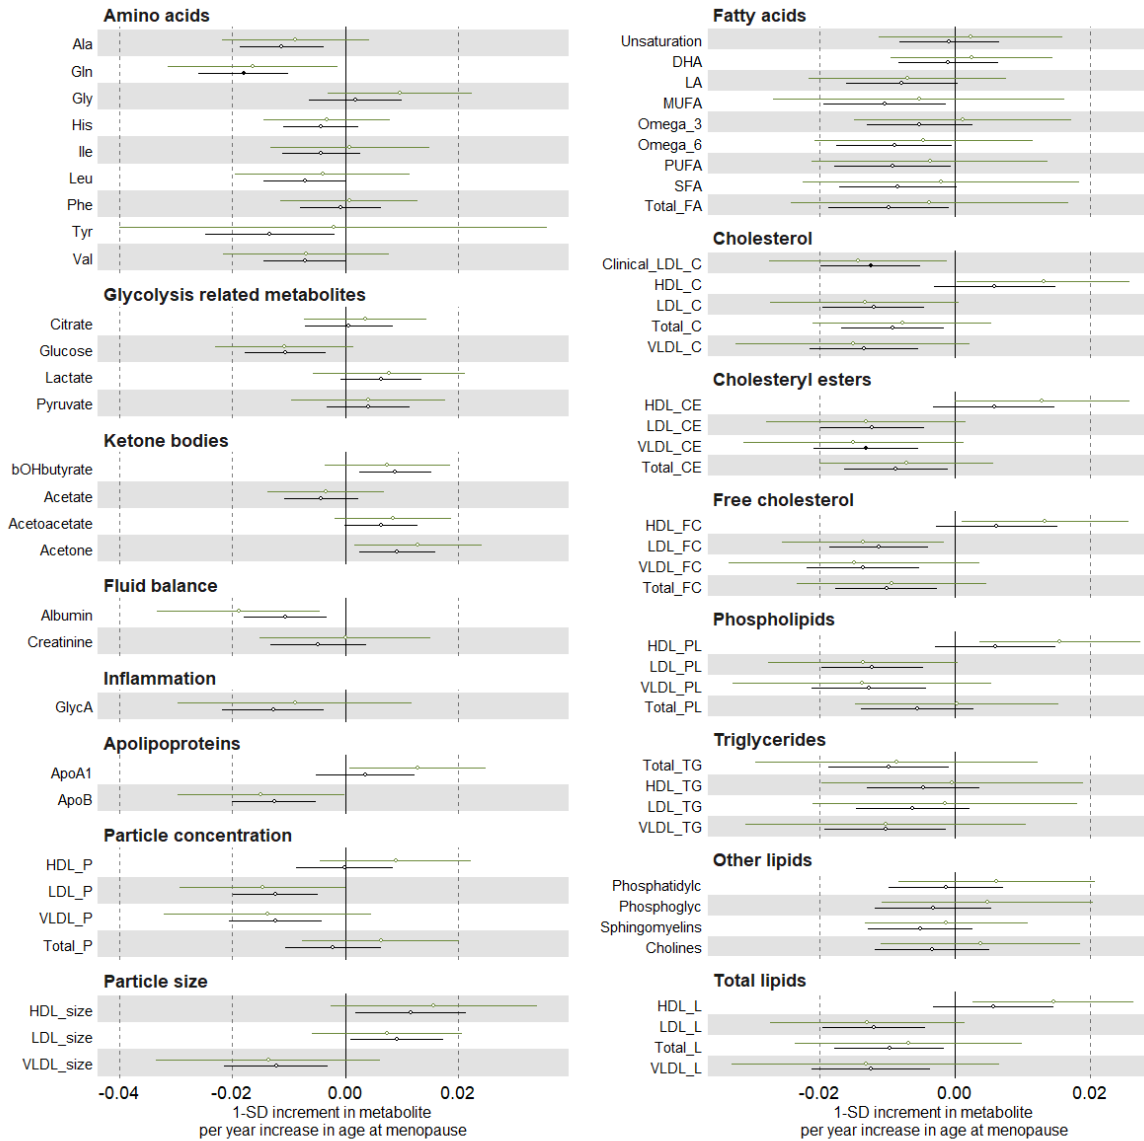 Amino acids
Ala
Gln
Gly
His
Ile
Leu
Phe
Tyr
Val
Glycolysis related metabolites
Citrate
Glucose
Lactate
Pyruvate
Ketone bodies
bOHbutyrate
Acetate
Acetoacetate
Acetone
Fluid balance
Albumin
Creatinine
Inflammation
GlycA
Apolipoproteins
ApoA1
ApoB
Particle concentration
HDL_P
LDL_P
VLDL_P
Total_P
Particle size
HDL_size
LDL_size
VLDL_size
-0.04 -0.02 0.00 0.02
1-SD increment in metabolite
per year increase in age at menopause
Fatty acids
Unsaturation
DHA
LA
MUFA
Omega_3
Omega_6
PUFA
SFA
Total_FA
Cholesterol
Clinical_LDL_C
HDL_C
LDL_C
Total_C
VLDL_C
Cholesteryl esters
HDL_CE
LDL_CE
VLDL_CE
Total_CE
Free cholesterol
HDL_FC
LDL_FC
VLDL_FC
Total_FC
Phospholipids
HDL_PL
LDL_PL
VLDL_PL
Total_PL
Triglycerides
Total_TG
HDL_TG
LDL_TG
VLDL_TG
Other lipids
Phosphatidylc
Phosphoglyc
Sphingomyelins
Cholines
Total lipids
HDL_L
LDL_L
Total_L
VLDL_L
-0.02 0.00 0.02
1-SD increment in metabolite
per year increase in age at menopause